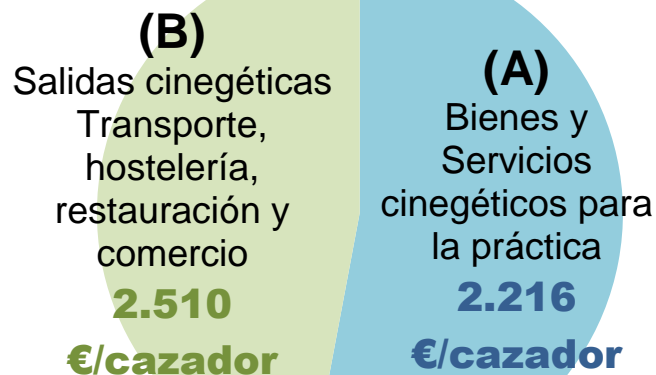 (B)
Salidas cinegéticas
Transporte,
hostelería,
restauración y
comercio
2.510
€/cazador
(A)
Bienes y
Servicios
cinegéticos para
la práctica
2.216
€/cazador